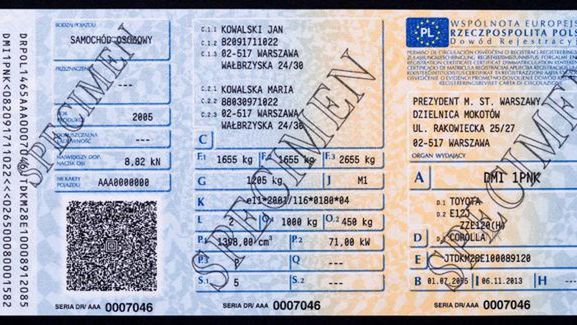 DRPOL1465AAA0007046
DMI1PNK<O82091711022<<<O26500080001582
RODZAJ POJAZDU
SAMOCHÓD OSOBOWY
PRZEZNACZENIE
---
ROK PRODUKCJI
2005
DOPUSZCZALNA ŁADOWNOŚĆ
---
NAJWIĘKSZY DOP. NACISK OSI
8,82 kN
NR KARTY POJAZDU
AAA0000000
SERIA DR/ AAA 0007046
SPECIMEN
C.1.1 KOWALSKI JAN
C.1.2 82091711022
C.1.3 02-517 WARSZAWA
WAŁBRZYSKA 24/30
C.2.1 KOWALSKA MARIA
C.2.2 88030971022
C.2.3 02-517 WARSZAWA
WAŁBRZYSKA 24/30
C
F.1 1655 kg F.2 1655 kg F.3 2655 kg
G 1205 kg J M1
K e11*2001/116*0180*04
L 2 O.1 1000 kg O.2 450 kg
P.1 1398,00 cm³ P.2 71,00 kW
P.3 Q ---
S.1 5 S.2 ---
SERIA DR/ AAA 0007046
SPECIMEN
PL
WSPÓLNOTA EUROPEJS
RZECZPOSPOLITA POLS
Dowód Rejestracyj
PREZYDENT M. ST. WARSZAWY
DZIELNICA MOKOTÓW
UL. RAKOWIECKA 25/27
02-517 WARSZAWA
ORGAN WYDAJĄCY
A DMI 1PNK
D.1 TOYOTA
D.2 E12J
ZZE120(H)
D D.3 COROLLA
E JTDKM28E100089120
B 01.07.2005 I 06.11.2013 H ---
SERIA DR/ AAA 0007046
SPECIMEN